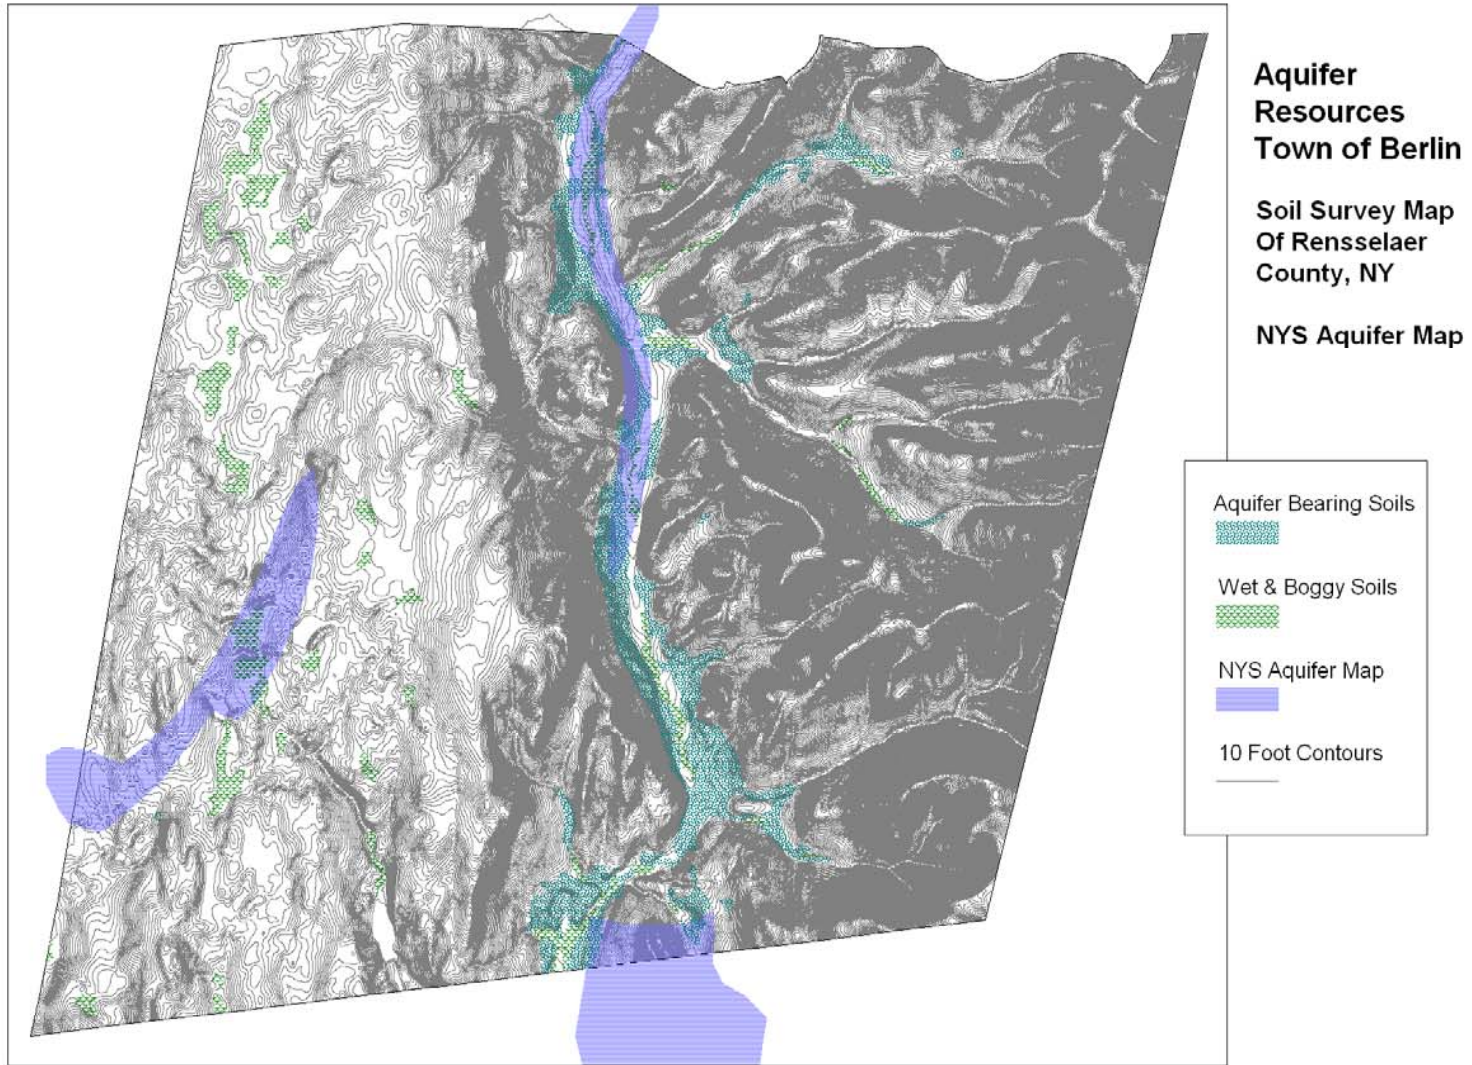 Aquifer
Resources
Town of Berlin
Soil Survey Map
Of Rensselaer
County, NY
NYS Aquifer Map
Aquifer Bearing Soils
Wet & Boggy Soils
NYS Aquifer Map
10 Foot Contours